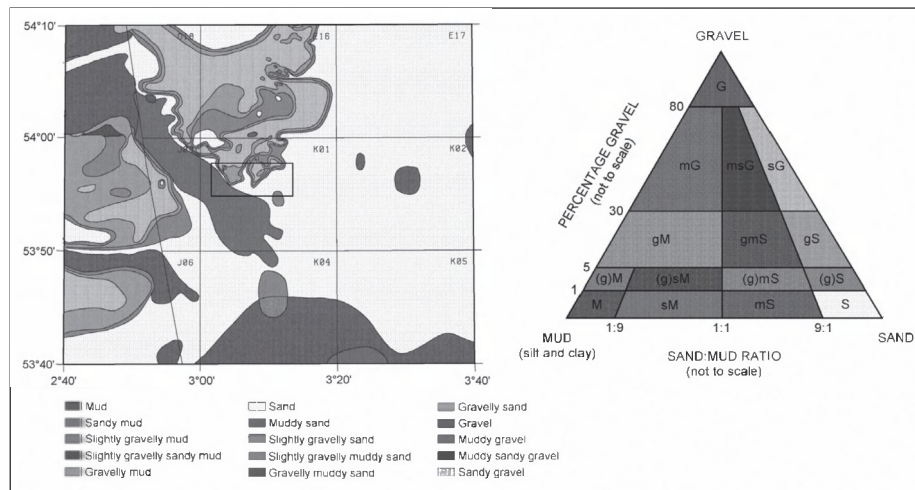 54°10'
54°00'
53°50'
53°40'
2°40' 3°00' 3°20' 3°40'
E16 E17
K01 K02
J06 K04 K05
Mud
Sandy mud
Slightly gravelly mud
Slightly gravelly sandy mud
Gravelly mud
Sand
Muddy sand
Slightly gravelly sand
Slightly gravelly muddy sand
Gravelly muddy sand
Gravelly sand
Gravel
Muddy gravel
Muddy sandy gravel
Sandy gravel
GRAVEL
PERCENTAGE GRAVEL
(not to scale)
G
80
mG msG sG
30
gM gmS gS
5
(g)M (g)sM (g)mS (g)S
1
M sM mS S
1:9 1:1 9:1
MUD
(silt and clay)
SAND
SAND:MUD RATIO
(not to scale)